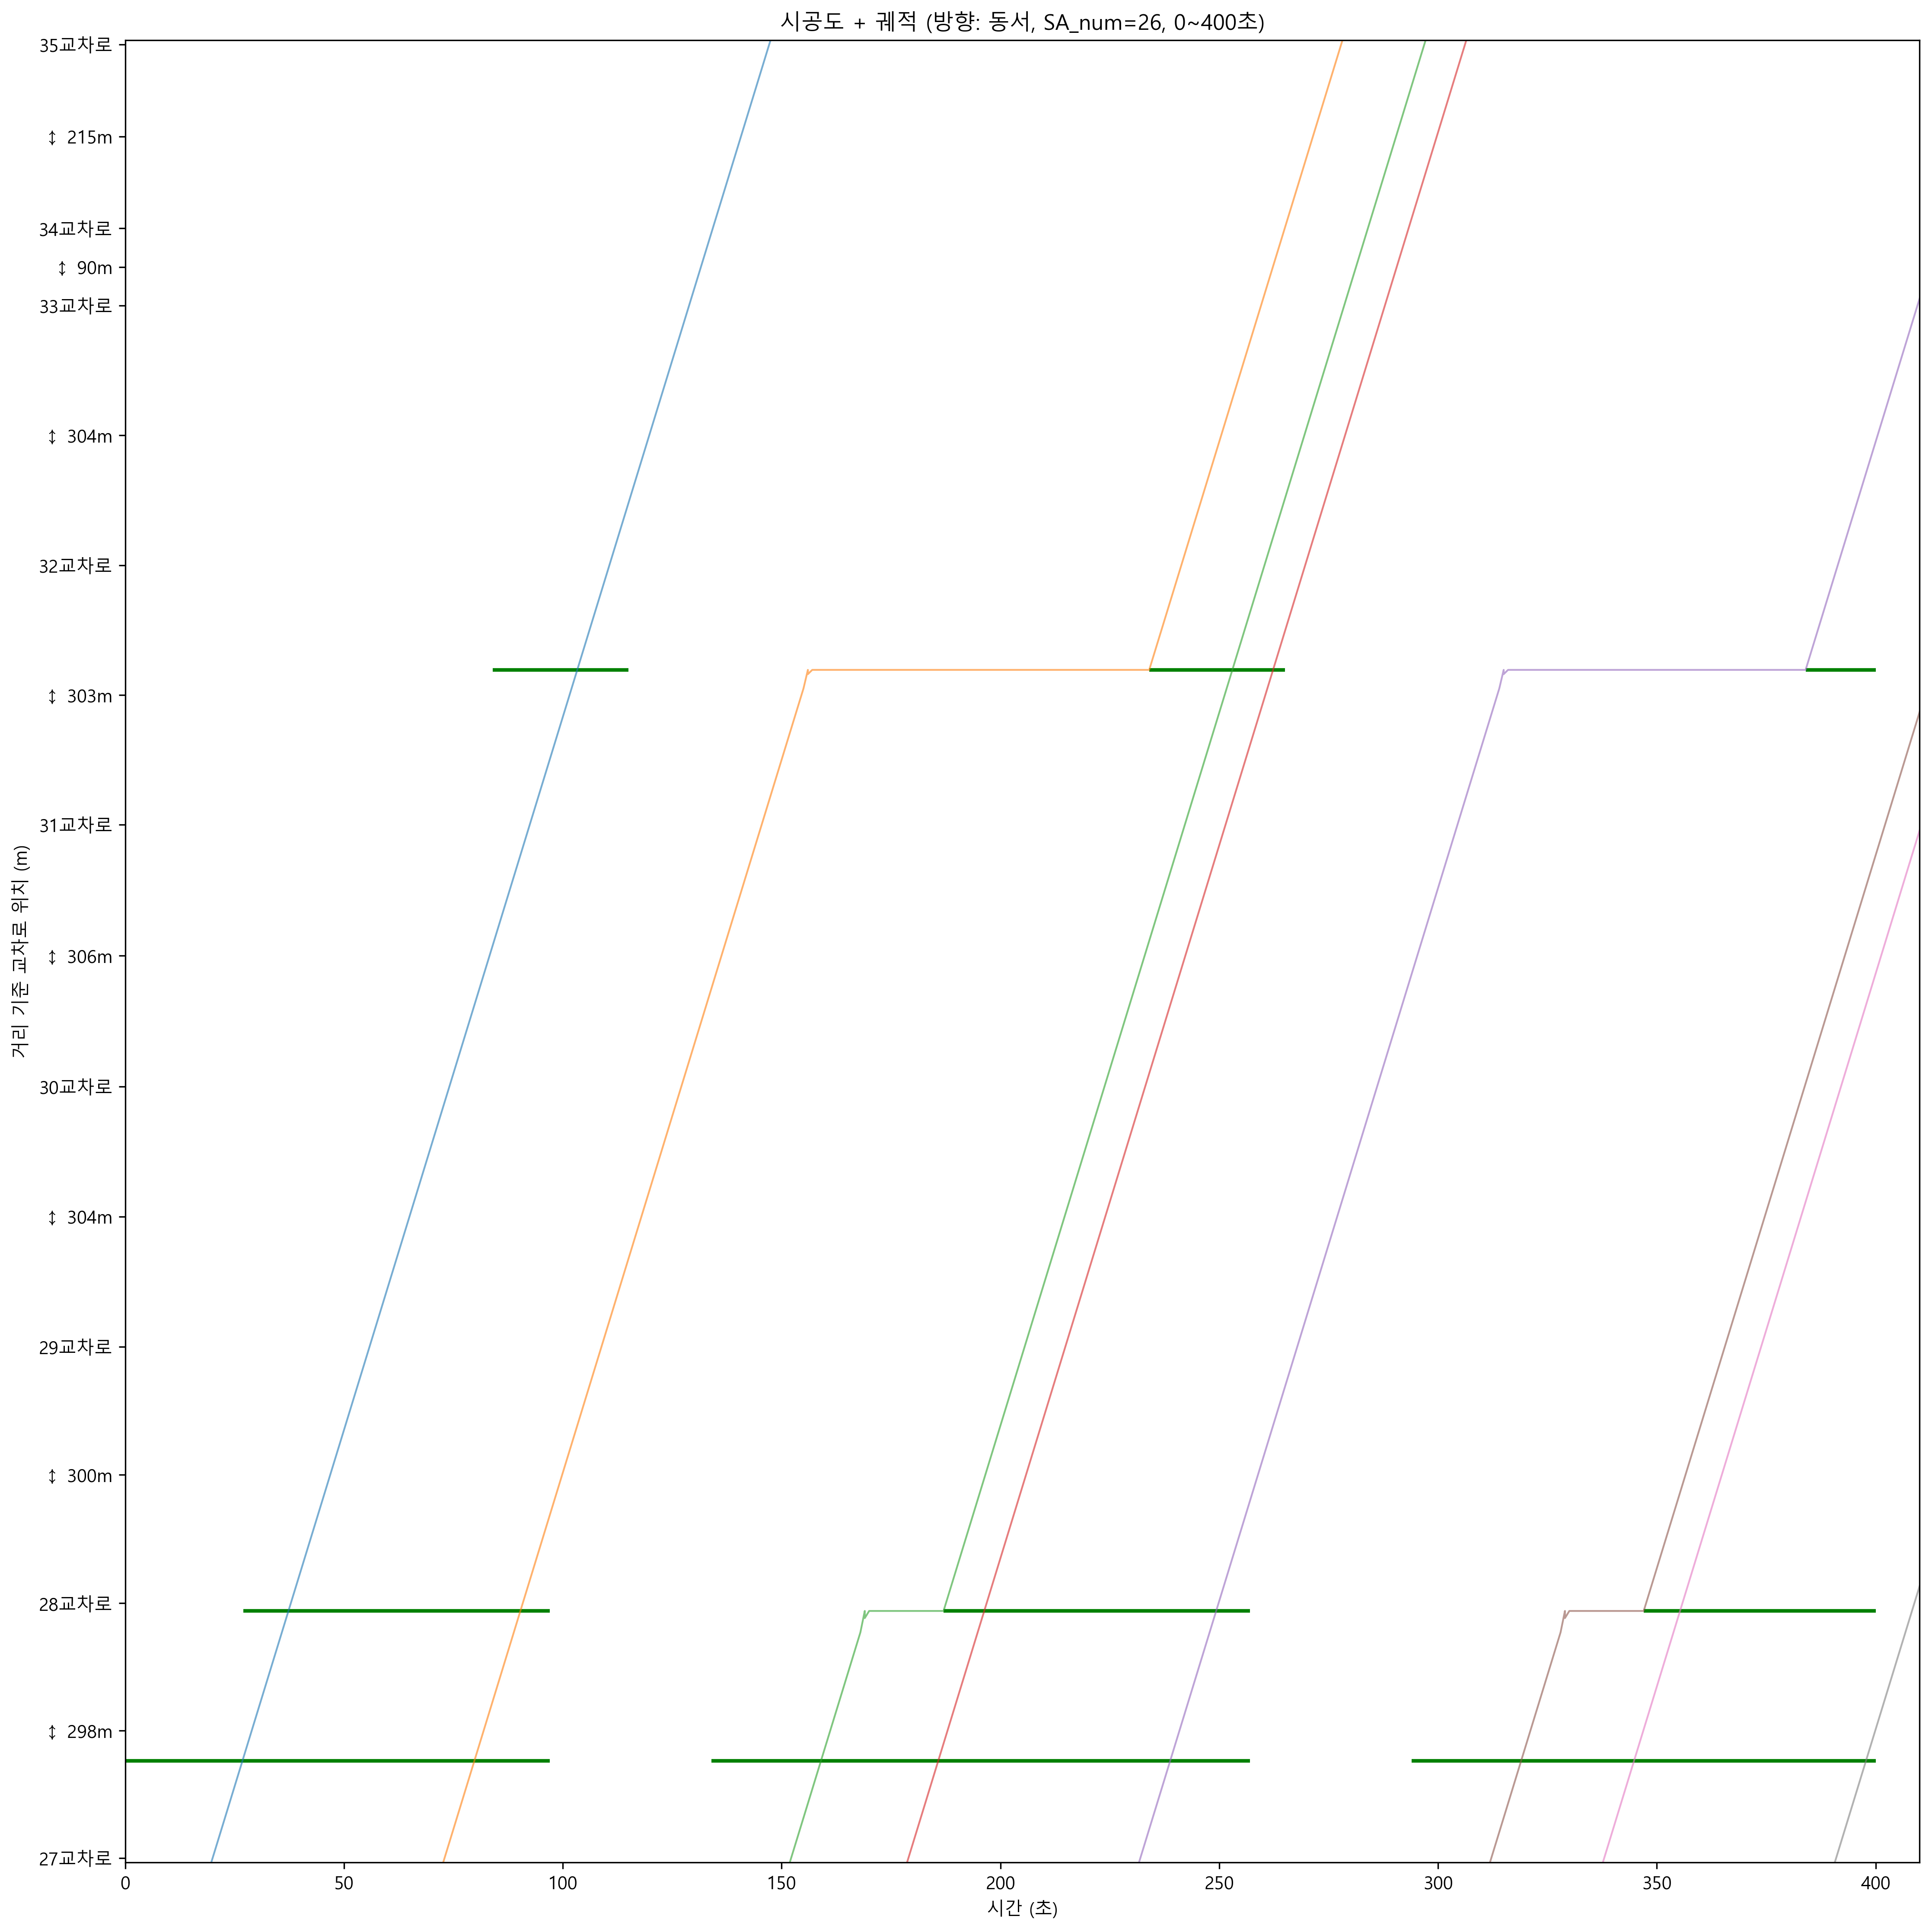 시공도 + 궤적 (방향: 동서, SA_num=26, 0~400초)
35교차로
↕ 215m
34교차로
↕ 90m
33교차로
↕ 304m
32교차로
↕ 303m
31교차로
↕ 306m
30교차로
↕ 304m
29교차로
↕ 300m
28교차로
↕ 298m
27교차로
거리 기준 교차로 위치 (m)
0 50 100 150 200 250 300 350 400
시간 (초)